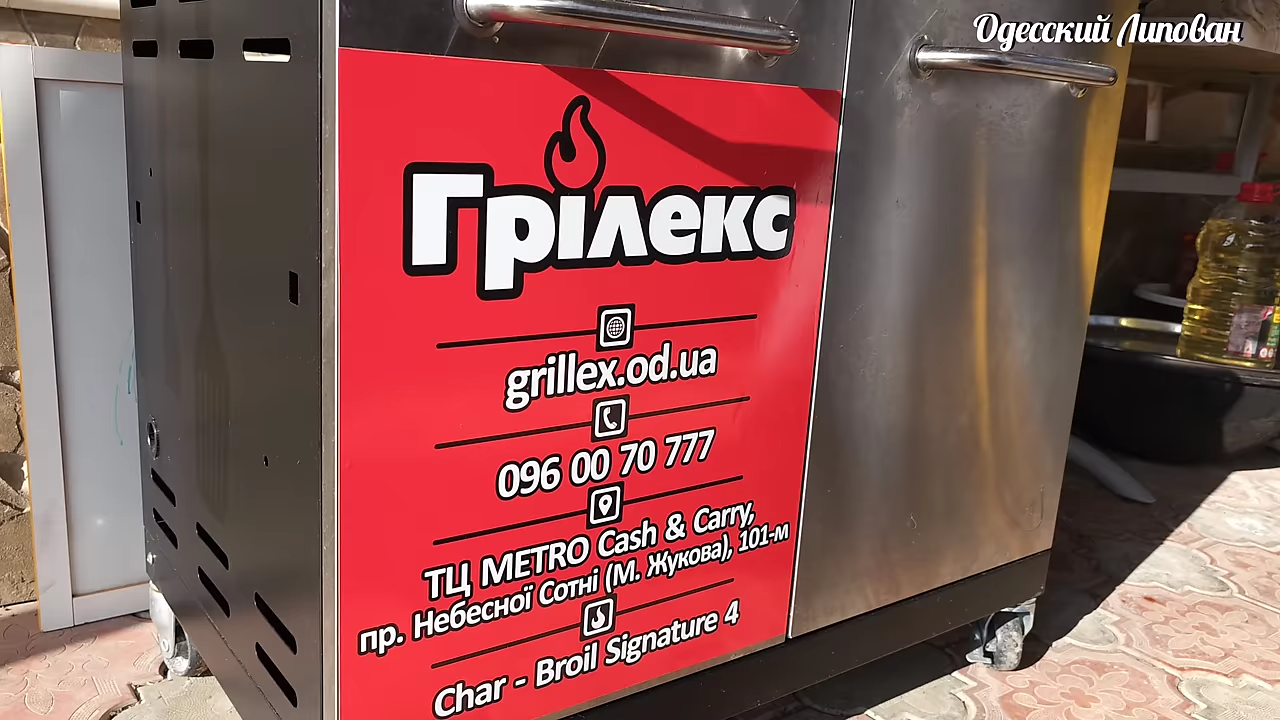 Одесский Липован
Грілекс
grillex.od.ua
096 00 70 777
ТЦ METRO Cash & Carry,
пр. Небесної Сотні (М. Жукова), 101-м
Char - Broil Signature 4